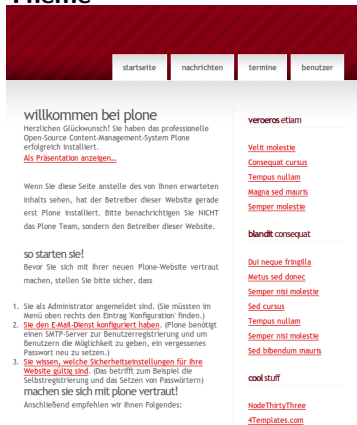 Theme
startseite nachrichten termine benutzer
willkommen bei plone
Herzlichen Glückwunsch! Sie haben das professionelle
Open-Source Content-Management-System Plone
erfolgreich installiert.
Als Präsentation anzeigen…
Wenn Sie diese Seite anstelle des von Ihnen erwarteten
Inhalts sehen, hat der Betreiber dieser Website gerade
erst Plone installiert. Bitte benachrichtigen Sie NICHT
das Plone Team, sondern den Betreiber dieser Website.
so starten sie!
Bevor Sie sich mit Ihrer neuen Plone-Website vertraut
machen, stellen Sie bitte sicher, dass
1. Sie als Administrator angemeldet sind. (Sie müssen im
Menü oben rechts den Eintrag 'Konfiguration' finden.)
2. Sie den E-Mail-Dienst konfiguriert haben. (Plone benötigt
einen SMTP-Server zur Benutzerregistrierung und um
Benutzern die Möglichkeit zu geben, ein vergessenes
Passwort neu zu setzen.)
3. Sie wissen, welche Sicherheitseinstellungen für Ihre
Website gültig sind. (Das betrifft zum Beispiel die
Selbstregistrierung und das Setzen von Passwörtern)
machen sie sich mit plone vertraut!
Anschließend empfehlen wir Ihnen Folgendes:
veroeros etiam
Velit molestie
Consequat cursus
Tempus nullam
Magna sed mauris
Semper molestie
blandit consequat
Dui neque fringilla
Metus sed donec
Semper nisi molestie
Sed cursus
Tempus nullam
Semper nisi molestie
Sed bibendum mauris
cool stuff
NodeThirtyThree
4Templates.com